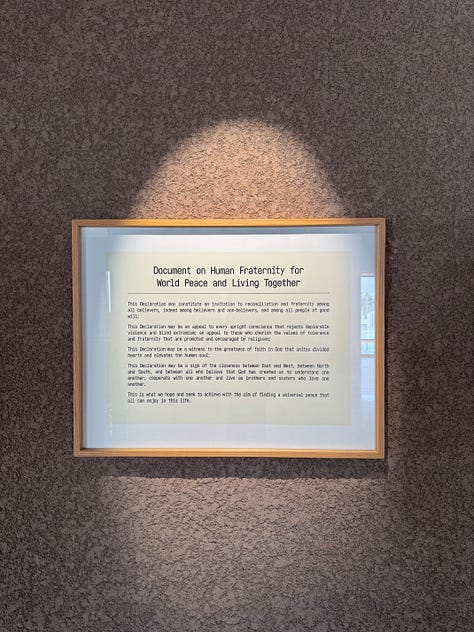 Document on Human Fraternity for
World Peace and Living Together
This Declaration may constitute an invitation to reconciliation and fraternity among
all believers, indeed among believers and non-believers, and among all people of good
will;
This Declaration may be an appeal to every upright conscience that rejects deplorable
violence and blind extremism; an appeal to those who cherish the values of tolerance
and fraternity that are promoted and encouraged by religions;
This Declaration may be a witness to the greatness of faith in God that unites divided
hearts and elevates the human soul;
This Declaration may be a sign of the closeness between East and West, between North
and South, and between all who believe that God has created us to understand one
another, cooperate with one another and live as brothers and sisters who love one
another.
This is what we hope and seek to achieve with the aim of finding a universal peace that
all can enjoy in this life.